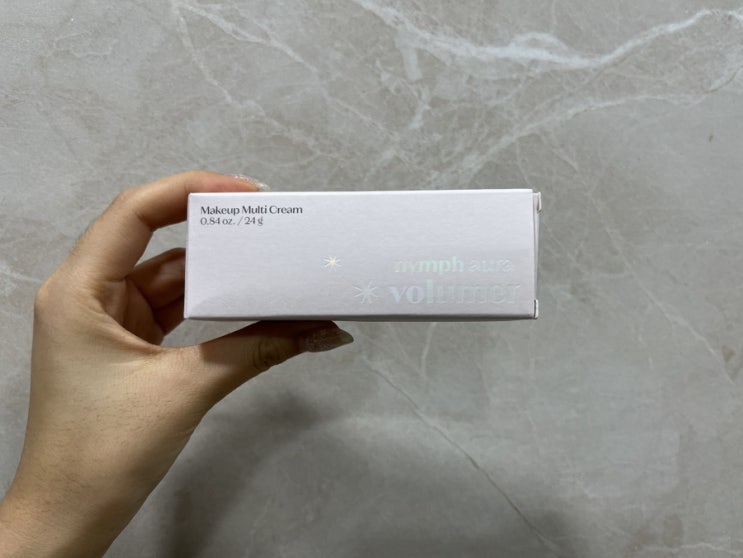 Makeup Multi Cream
0.84 oz. / 24 g
nymph aura
volumer